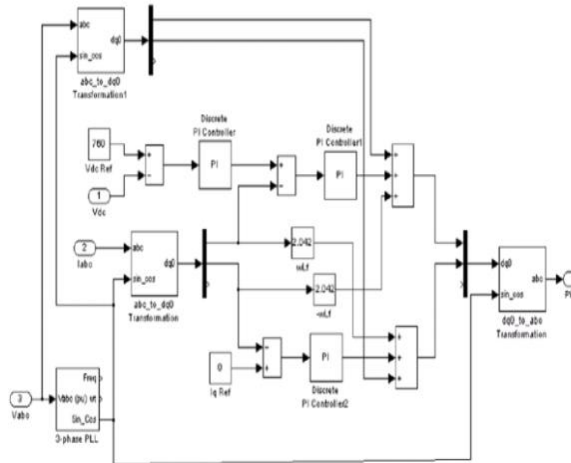 abc
dq0
sin_cos
abc_to_dq0
Transformation1
Discrete
PI Controller
Discrete
PI Controller1
760
Vdc Ref
+
−
PI
+
−
PI
+
+
+
1
Vdc
2
Iabc
abc
dq0
sin_cos
abc_to_dq0
Transformation
2.042
wLf
2.042
-wLf
dq0
abc
sin_cos
dq0_to_abc
Transformation
−
+
PI
+
+
+
0
Iq Ref
Discrete
PI Controller2
3
Vabc
Freq
Vabc (pu) wt
Sin_Cos
3-phase PLL